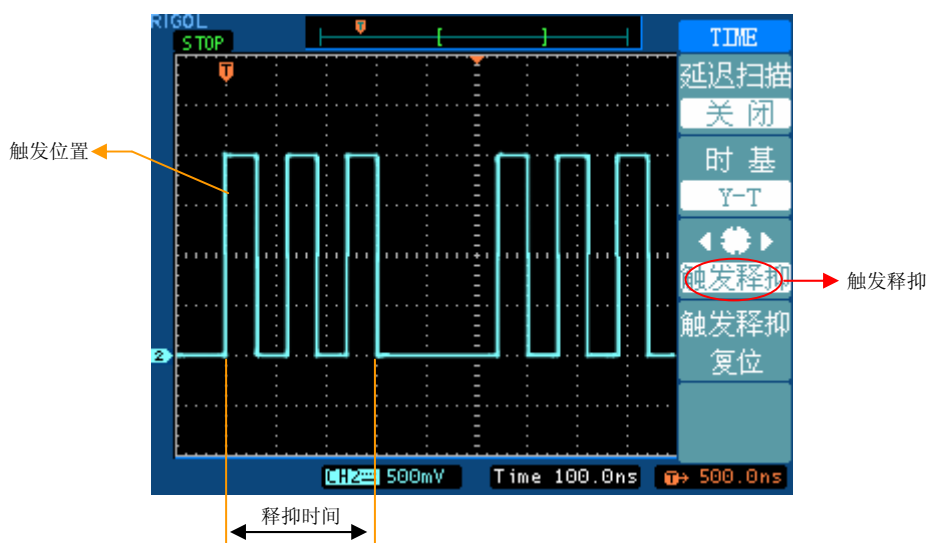 RIGOL
STOP
T
T
TIME
延迟扫描
关 闭
时 基
Y-T
触发释抑
触发释抑
复位
触发位置
触发释抑
2
CH2 500mV
Time 100.0ns
T→ 500.0ns
释抑时间